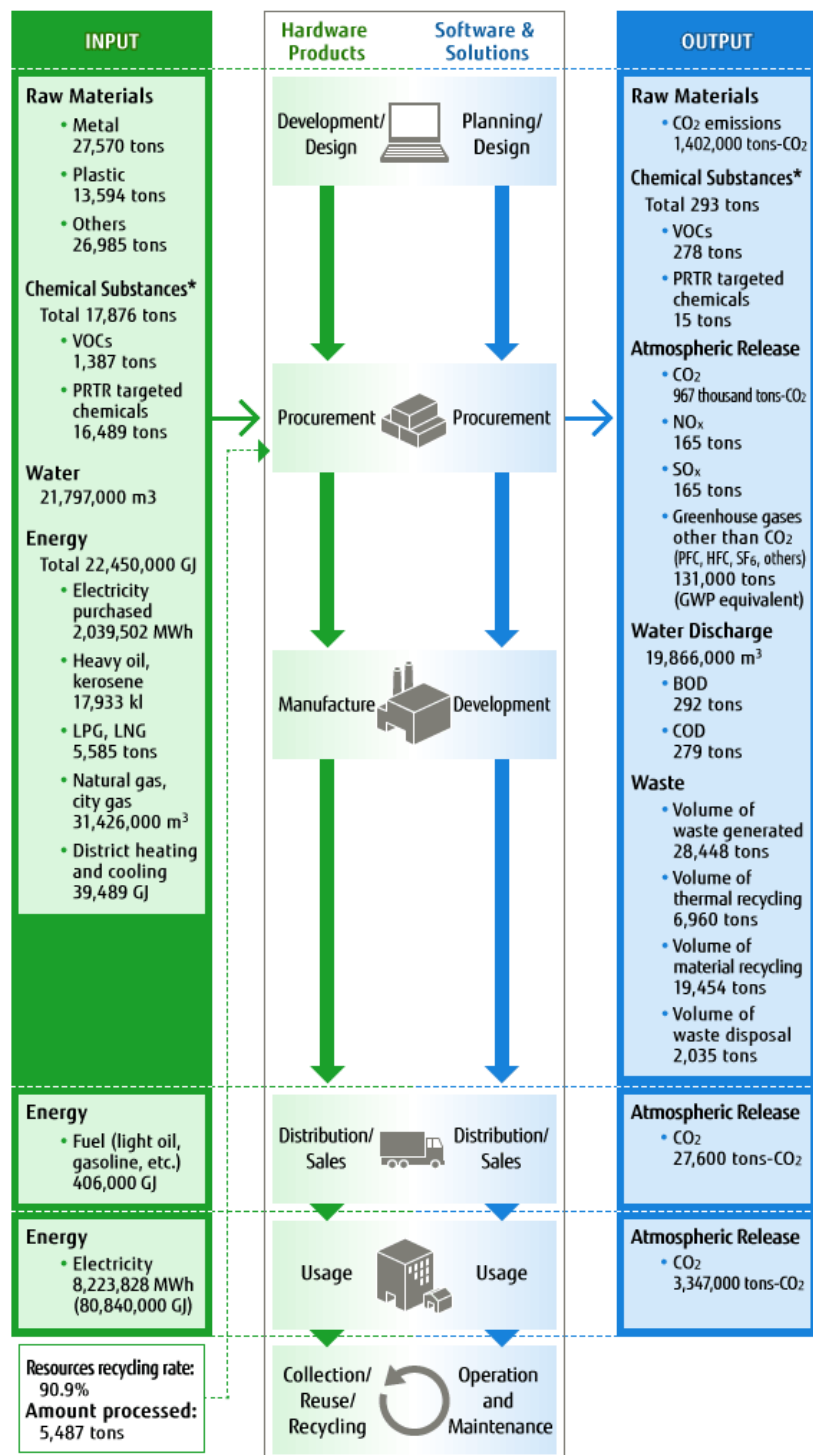 INPUT
Raw Materials
• Metal
27,570 tons
• Plastic
13,594 tons
• Others
26,985 tons
Chemical Substances*
Total 17,876 tons
• VOCs
1,387 tons
• PRTR targeted
chemicals
16,489 tons
Water
21,797,000 m3
Energy
Total 22,450,000 GJ
• Electricity
purchased
2,039,502 MWh
• Heavy oil,
kerosene
17,933 kl
• LPG, LNG
5,585 tons
• Natural gas,
city gas
31,426,000 m³
• District heating
and cooling
39,489 GJ
Energy
• Fuel (light oil,
gasoline, etc.)
406,000 GJ
Energy
• Electricity
8,223,828 MWh
(80,840,000 GJ)
Resources recycling rate:
90.9%
Amount processed:
5,487 tons
Hardware
Products
Software &
Solutions
Development/
Design
Planning/
Design
Procurement
Procurement
Manufacture
Development
Distribution/
Sales
Distribution/
Sales
Usage
Usage
Collection/
Reuse/
Recycling
Operation
and
Maintenance
OUTPUT
Raw Materials
• CO₂ emissions
1,402,000 tons-CO₂
Chemical Substances*
Total 293 tons
• VOCs
278 tons
• PRTR targeted
chemicals
15 tons
Atmospheric Release
• CO₂
967 thousand tons-CO₂
• NOx
165 tons
• SOx
165 tons
• Greenhouse gases
other than CO₂
(PFC, HFC, SF₆, others)
131,000 tons
(GWP equivalent)
Water Discharge
19,866,000 m³
• BOD
292 tons
• COD
279 tons
Waste
• Volume of
waste generated
28,448 tons
• Volume of
thermal recycling
6,960 tons
• Volume of
material recycling
19,454 tons
• Volume of
waste disposal
2,035 tons
Atmospheric Release
• CO₂
27,600 tons-CO₂
Atmospheric Release
• CO₂
3,347,000 tons-CO₂